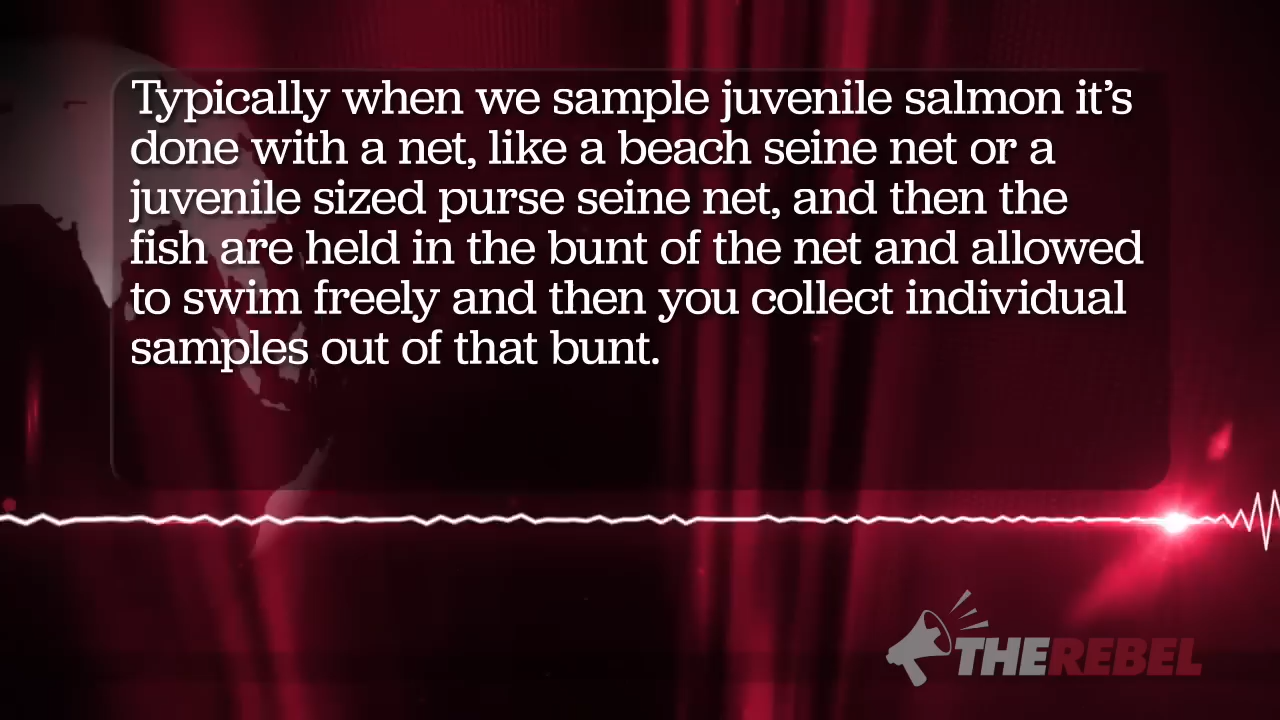 Typically when we sample juvenile salmon it’s
done with a net, like a beach seine net or a
juvenile sized purse seine net, and then the
fish are held in the bunt of the net and allowed
to swim freely and then you collect individual
samples out of that bunt.
THEREBEL